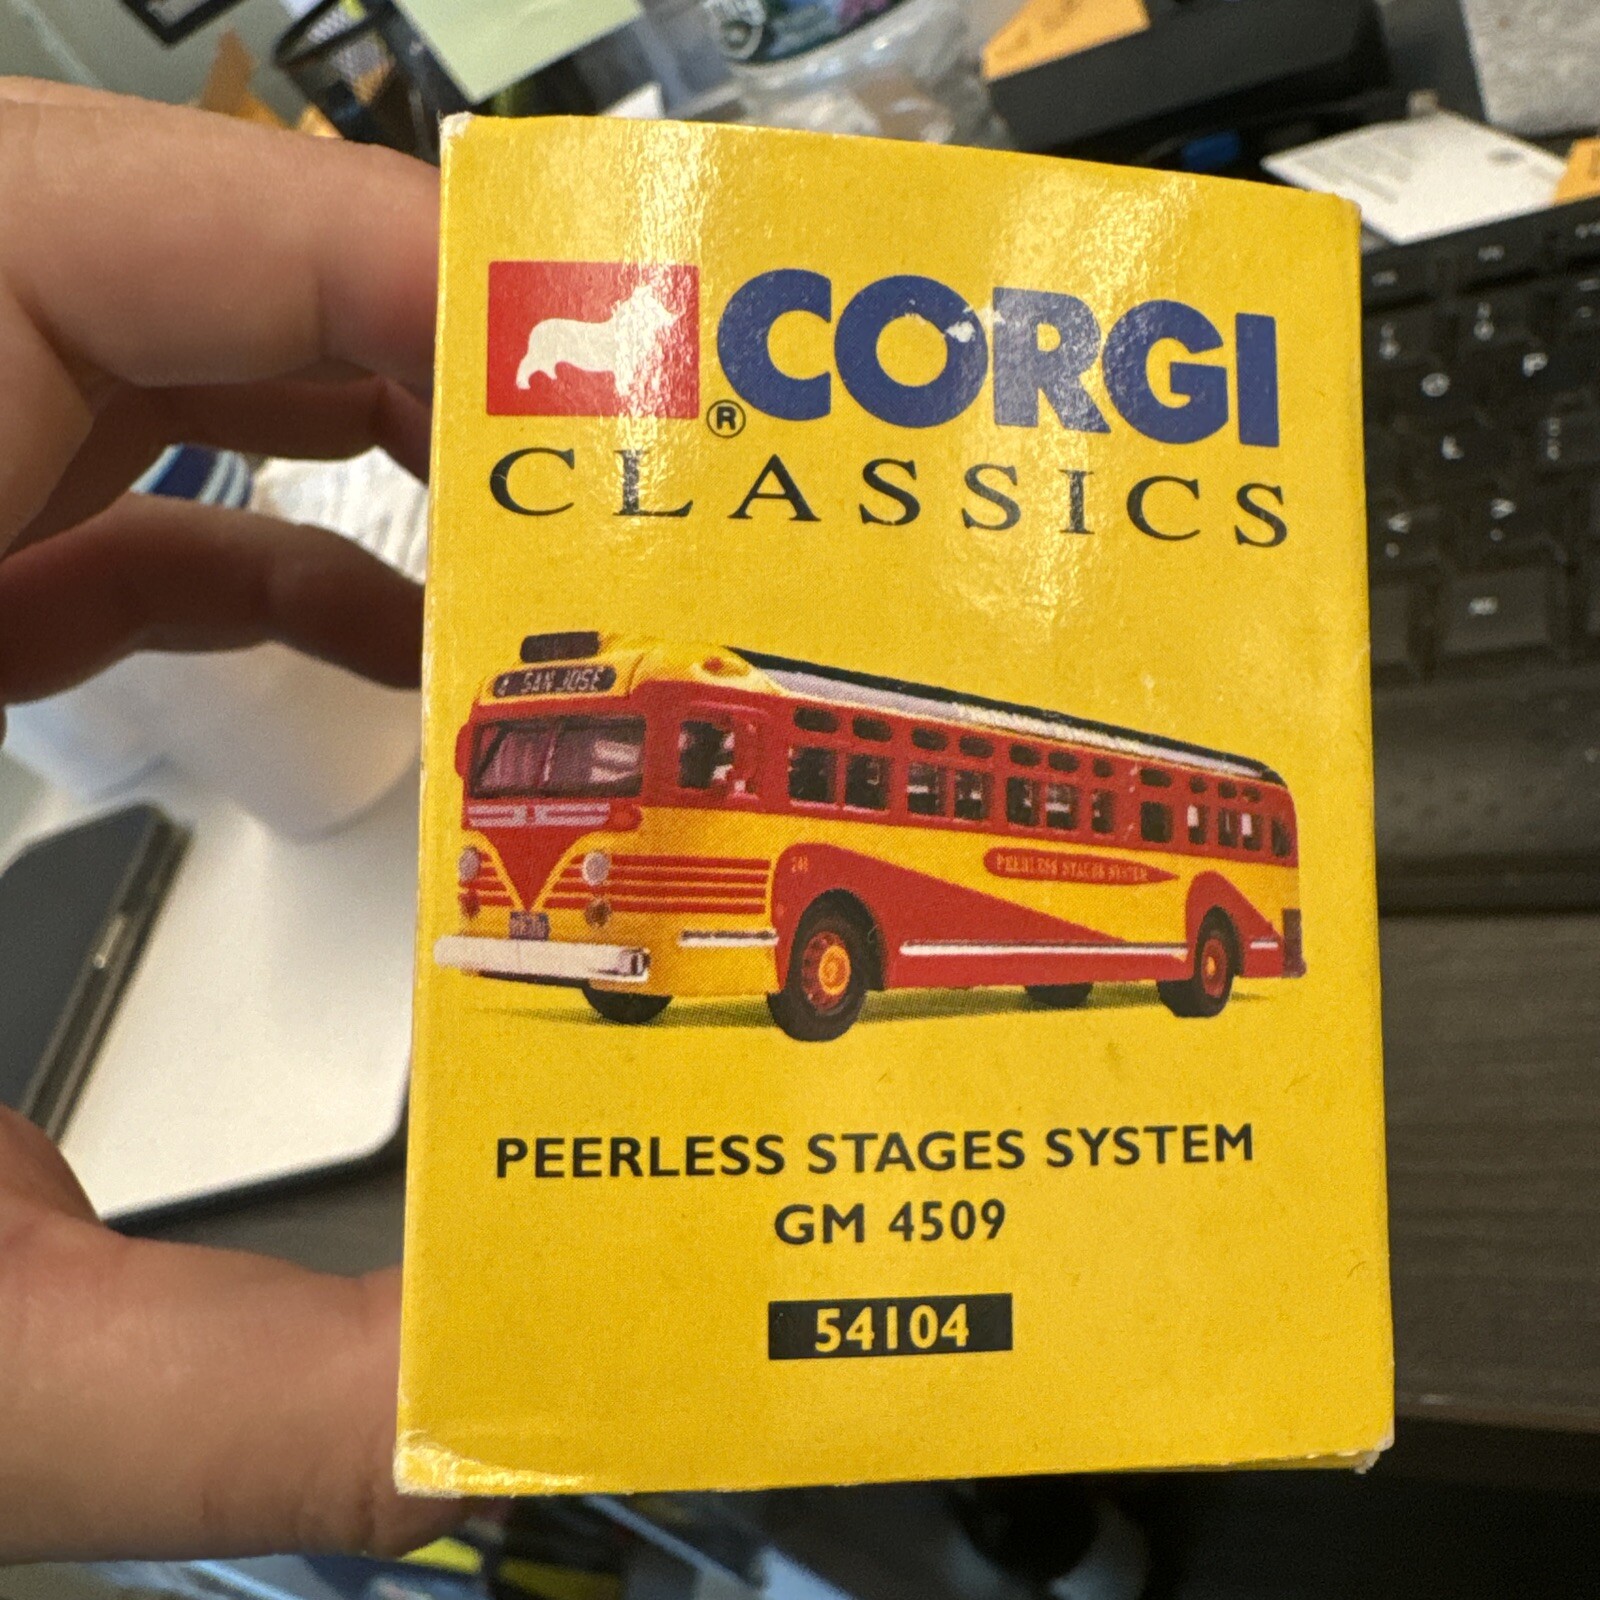 ® CORGI
CLASSICS
SAN JOSE
PEERLESS STAGES SYSTEM
PEERLESS STAGES SYSTEM
GM 4509
54104